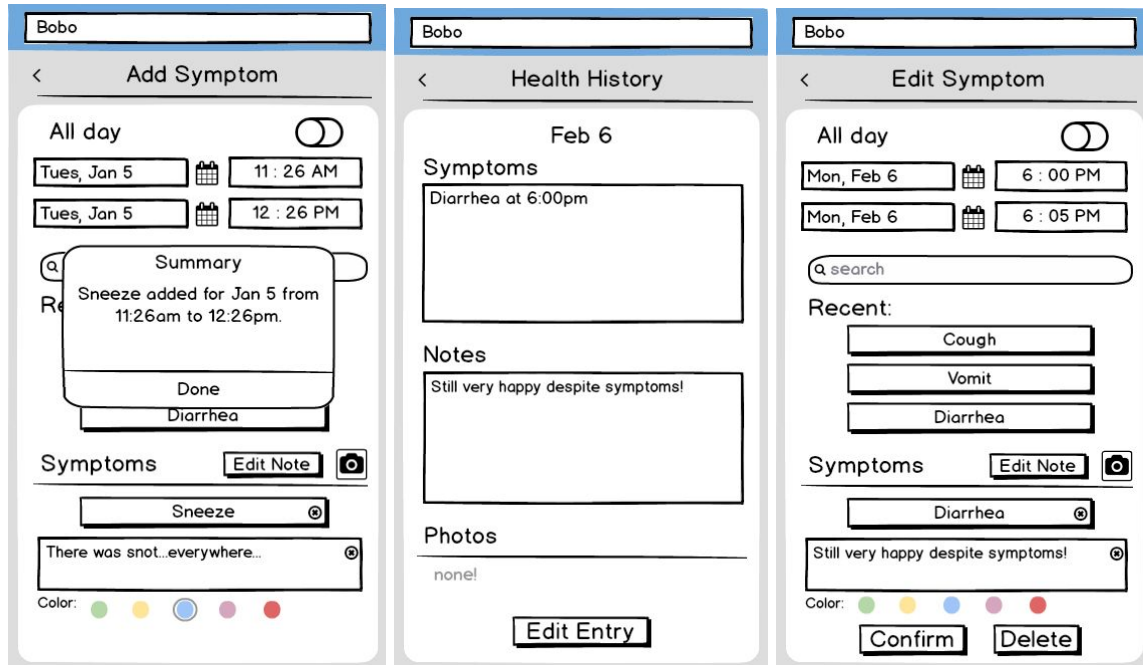 Bobo
< Add Symptom
All day
Tues, Jan 5 11 : 26 AM
Tues, Jan 5 12 : 26 PM
Summary
Sneeze added for Jan 5 from
11:26am to 12:26pm.
Done
Re
Diarrhea
Symptoms Edit Note
Sneeze
There was snot...everywhere...
Color:
Bobo
< Health History
Feb 6
Symptoms
Diarrhea at 6:00pm
Notes
Still very happy despite symptoms!
Photos
none!
Edit Entry
Bobo
< Edit Symptom
All day
Mon, Feb 6 6 : 00 PM
Mon, Feb 6 6 : 05 PM
search
Recent:
Cough
Vomit
Diarrhea
Symptoms Edit Note
Diarrhea
Still very happy despite symptoms!
Color:
Confirm Delete